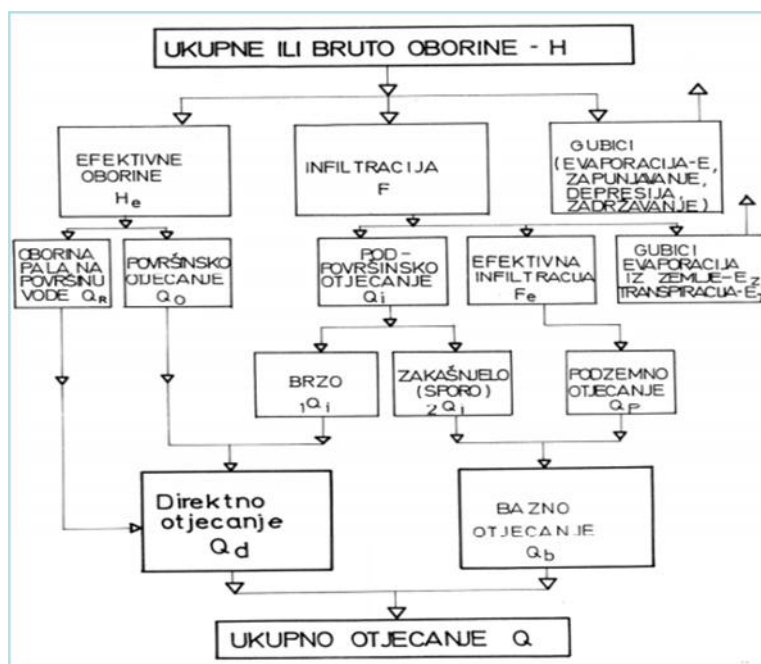 UKUPNE ILI BRUTO OBORINE - H
EFEKTIVNE
OBORINE
He
INFILTRACIJA
F
GUBICI
(EVAPORACIJA-E,
ZAPUNJAVANJE,
DEPRESIJA,
ZADRŽAVANJE)
OBORINA
PALA NA
POVRŠINU
VODE QR
POVRŠINSKO
OTJECANJE
QO
POD-
POVRŠINSKO
OTJECANJE
Qi
EFEKTIVNA
INFILTRACIJA
Fe
GUBICI
EVAPORACIJA
IZ ZEMLJE-EZ
TRANSPIRACIJA-ET
BRZO
1Qi
ZAKAŠNJELO
(SPORO)
2Qi
PODZEMNO
OTJECANJE
QP
Direktno
otjecanje
Qd
BAZNO
OTJECANJE
Qb
UKUPNO OTJECANJE Q